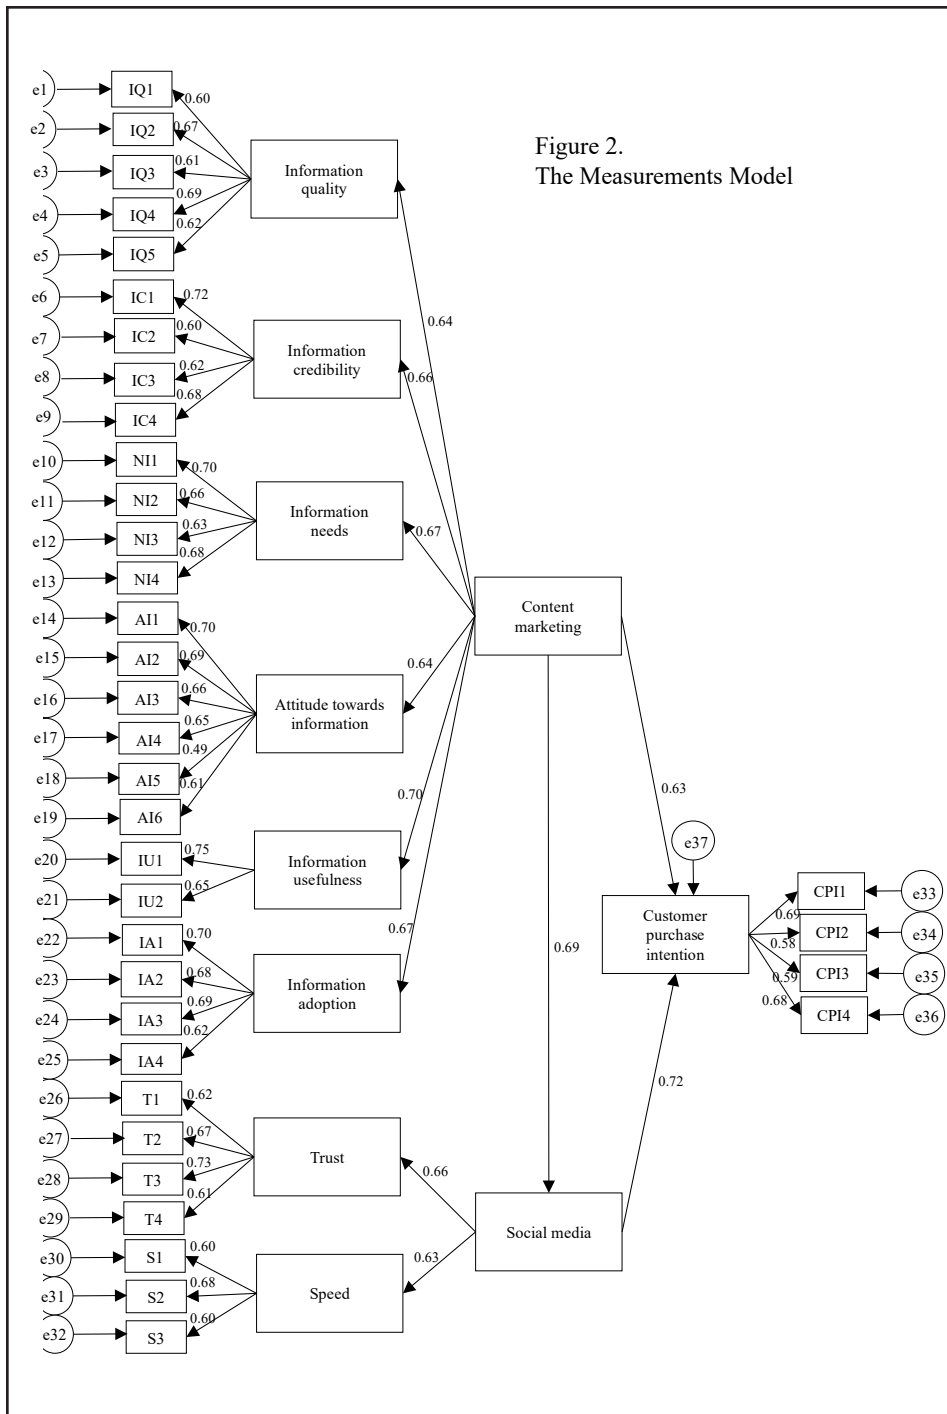 Figure 2.
The Measurements Model
e1
IQ1
0.60
e2
IQ2
0.67
e3
IQ3
0.61
e4
IQ4
0.69
e5
IQ5
0.62
Information
quality
e6
IC1
0.72
e7
IC2
0.60
e8
IC3
0.62
e9
IC4
0.68
Information
credibility
e10
NI1
0.70
e11
NI2
0.66
e12
NI3
0.63
e13
NI4
0.68
Information
needs
e14
AI1
0.70
e15
AI2
0.69
e16
AI3
0.66
e17
AI4
0.65
e18
AI5
0.49
e19
AI6
0.61
Attitude towards
information
e20
IU1
0.75
e21
IU2
0.65
Information
usefulness
e22
IA1
0.70
e23
IA2
0.68
e24
IA3
0.69
e25
IA4
0.62
Information
adoption
e26
T1
0.62
e27
T2
0.67
e28
T3
0.73
e29
T4
0.61
Trust
e30
S1
0.60
e31
S2
0.68
e32
S3
0.60
Speed
0.64
0.66
0.67
0.64
0.70
0.67
Content
marketing
0.63
0.69
0.66
0.63
Social media
0.72
e37
Customer
purchase
intention
0.69
CPI1
e33
0.58
CPI2
e34
0.59
CPI3
e35
0.68
CPI4
e36